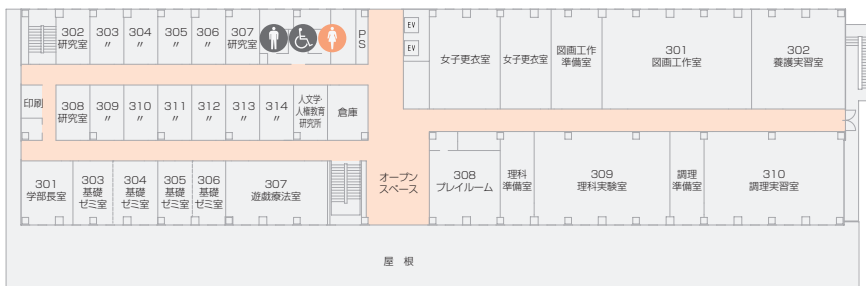 302
研究室
303
〃
304
〃
305
〃
306
〃
307
研究室
PS
EV
EV
女子更衣室
女子更衣室
図画工作
準備室
301
図画工作室
302
養護実習室
印刷
308
研究室
309
〃
310
〃
311
〃
312
〃
313
〃
314
〃
人文学・
人権教育
研究所
倉庫
301
学部長室
303
基礎
ゼミ室
304
基礎
ゼミ室
305
基礎
ゼミ室
306
基礎
ゼミ室
307
遊戯療法室
オープン
スペース
308
プレイルーム
理科
準備室
309
理科実験室
調理
準備室
310
調理実習室
屋 根